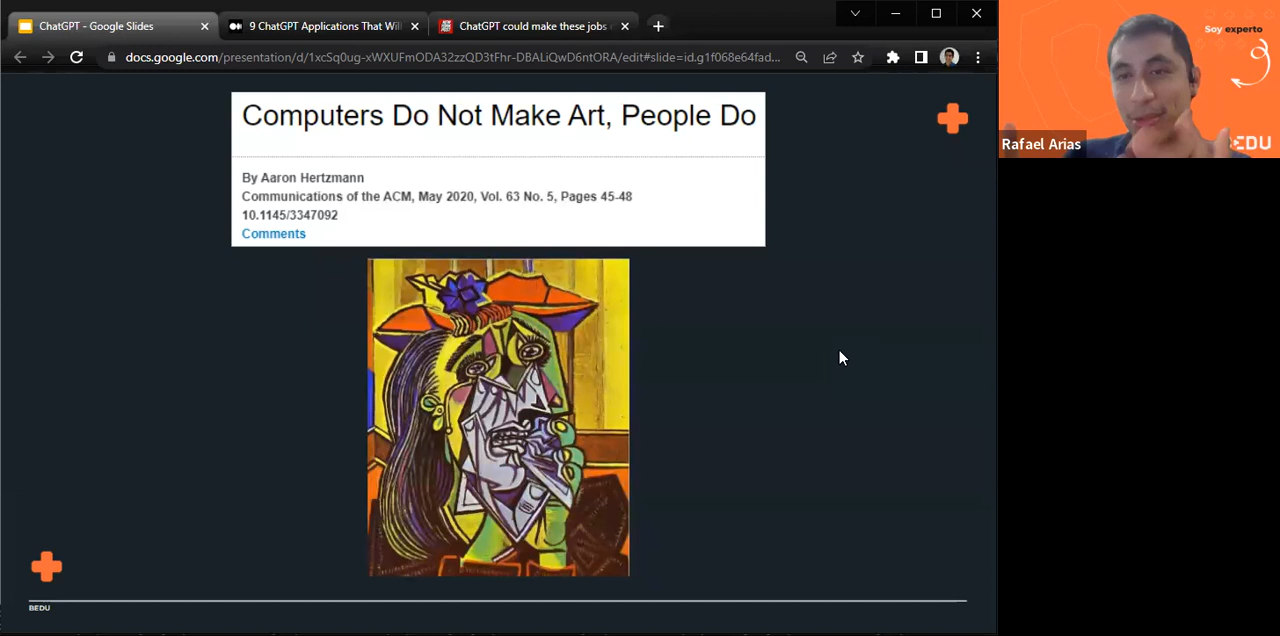 ChatGPT - Google Slides
9 ChatGPT Applications That Will
ChatGPT could make these jobs
docs.google.com/presentation/d/1xcSq0ug-xWXUFmODA32zzQD3tFhr-DBALiQwD6ntORA/edit#slide=id.g1f068e64fad...
Soy experto
Computers Do Not Make Art, People Do
By Aaron Hertzmann
Communications of the ACM, May 2020, Vol. 63 No. 5, Pages 45-48
10.1145/3347092
Comments
Rafael Arias
EDU
BEDU